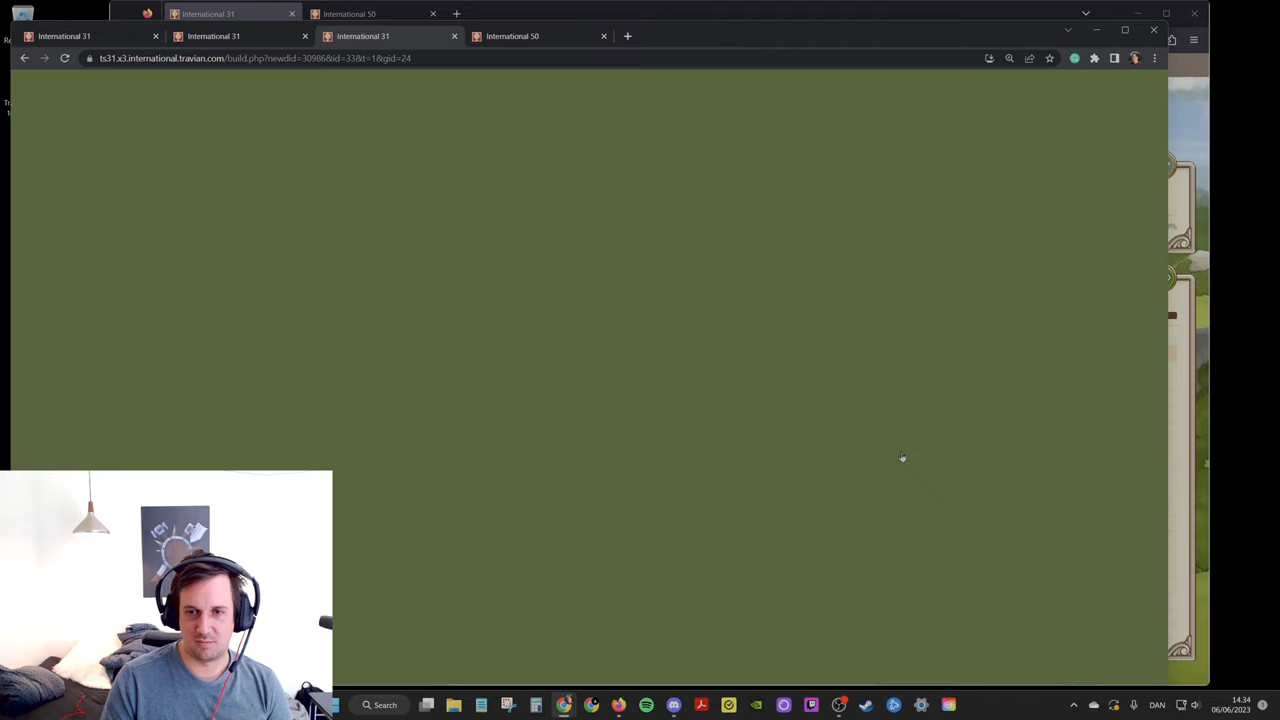 International 31
International 50
International 31
International 31
International 31
International 50
ts31.x3.international.travian.com/build.php?newdid=30986&id=33&t=1&gid=24
Search
DAN
14.34
06/06/2023